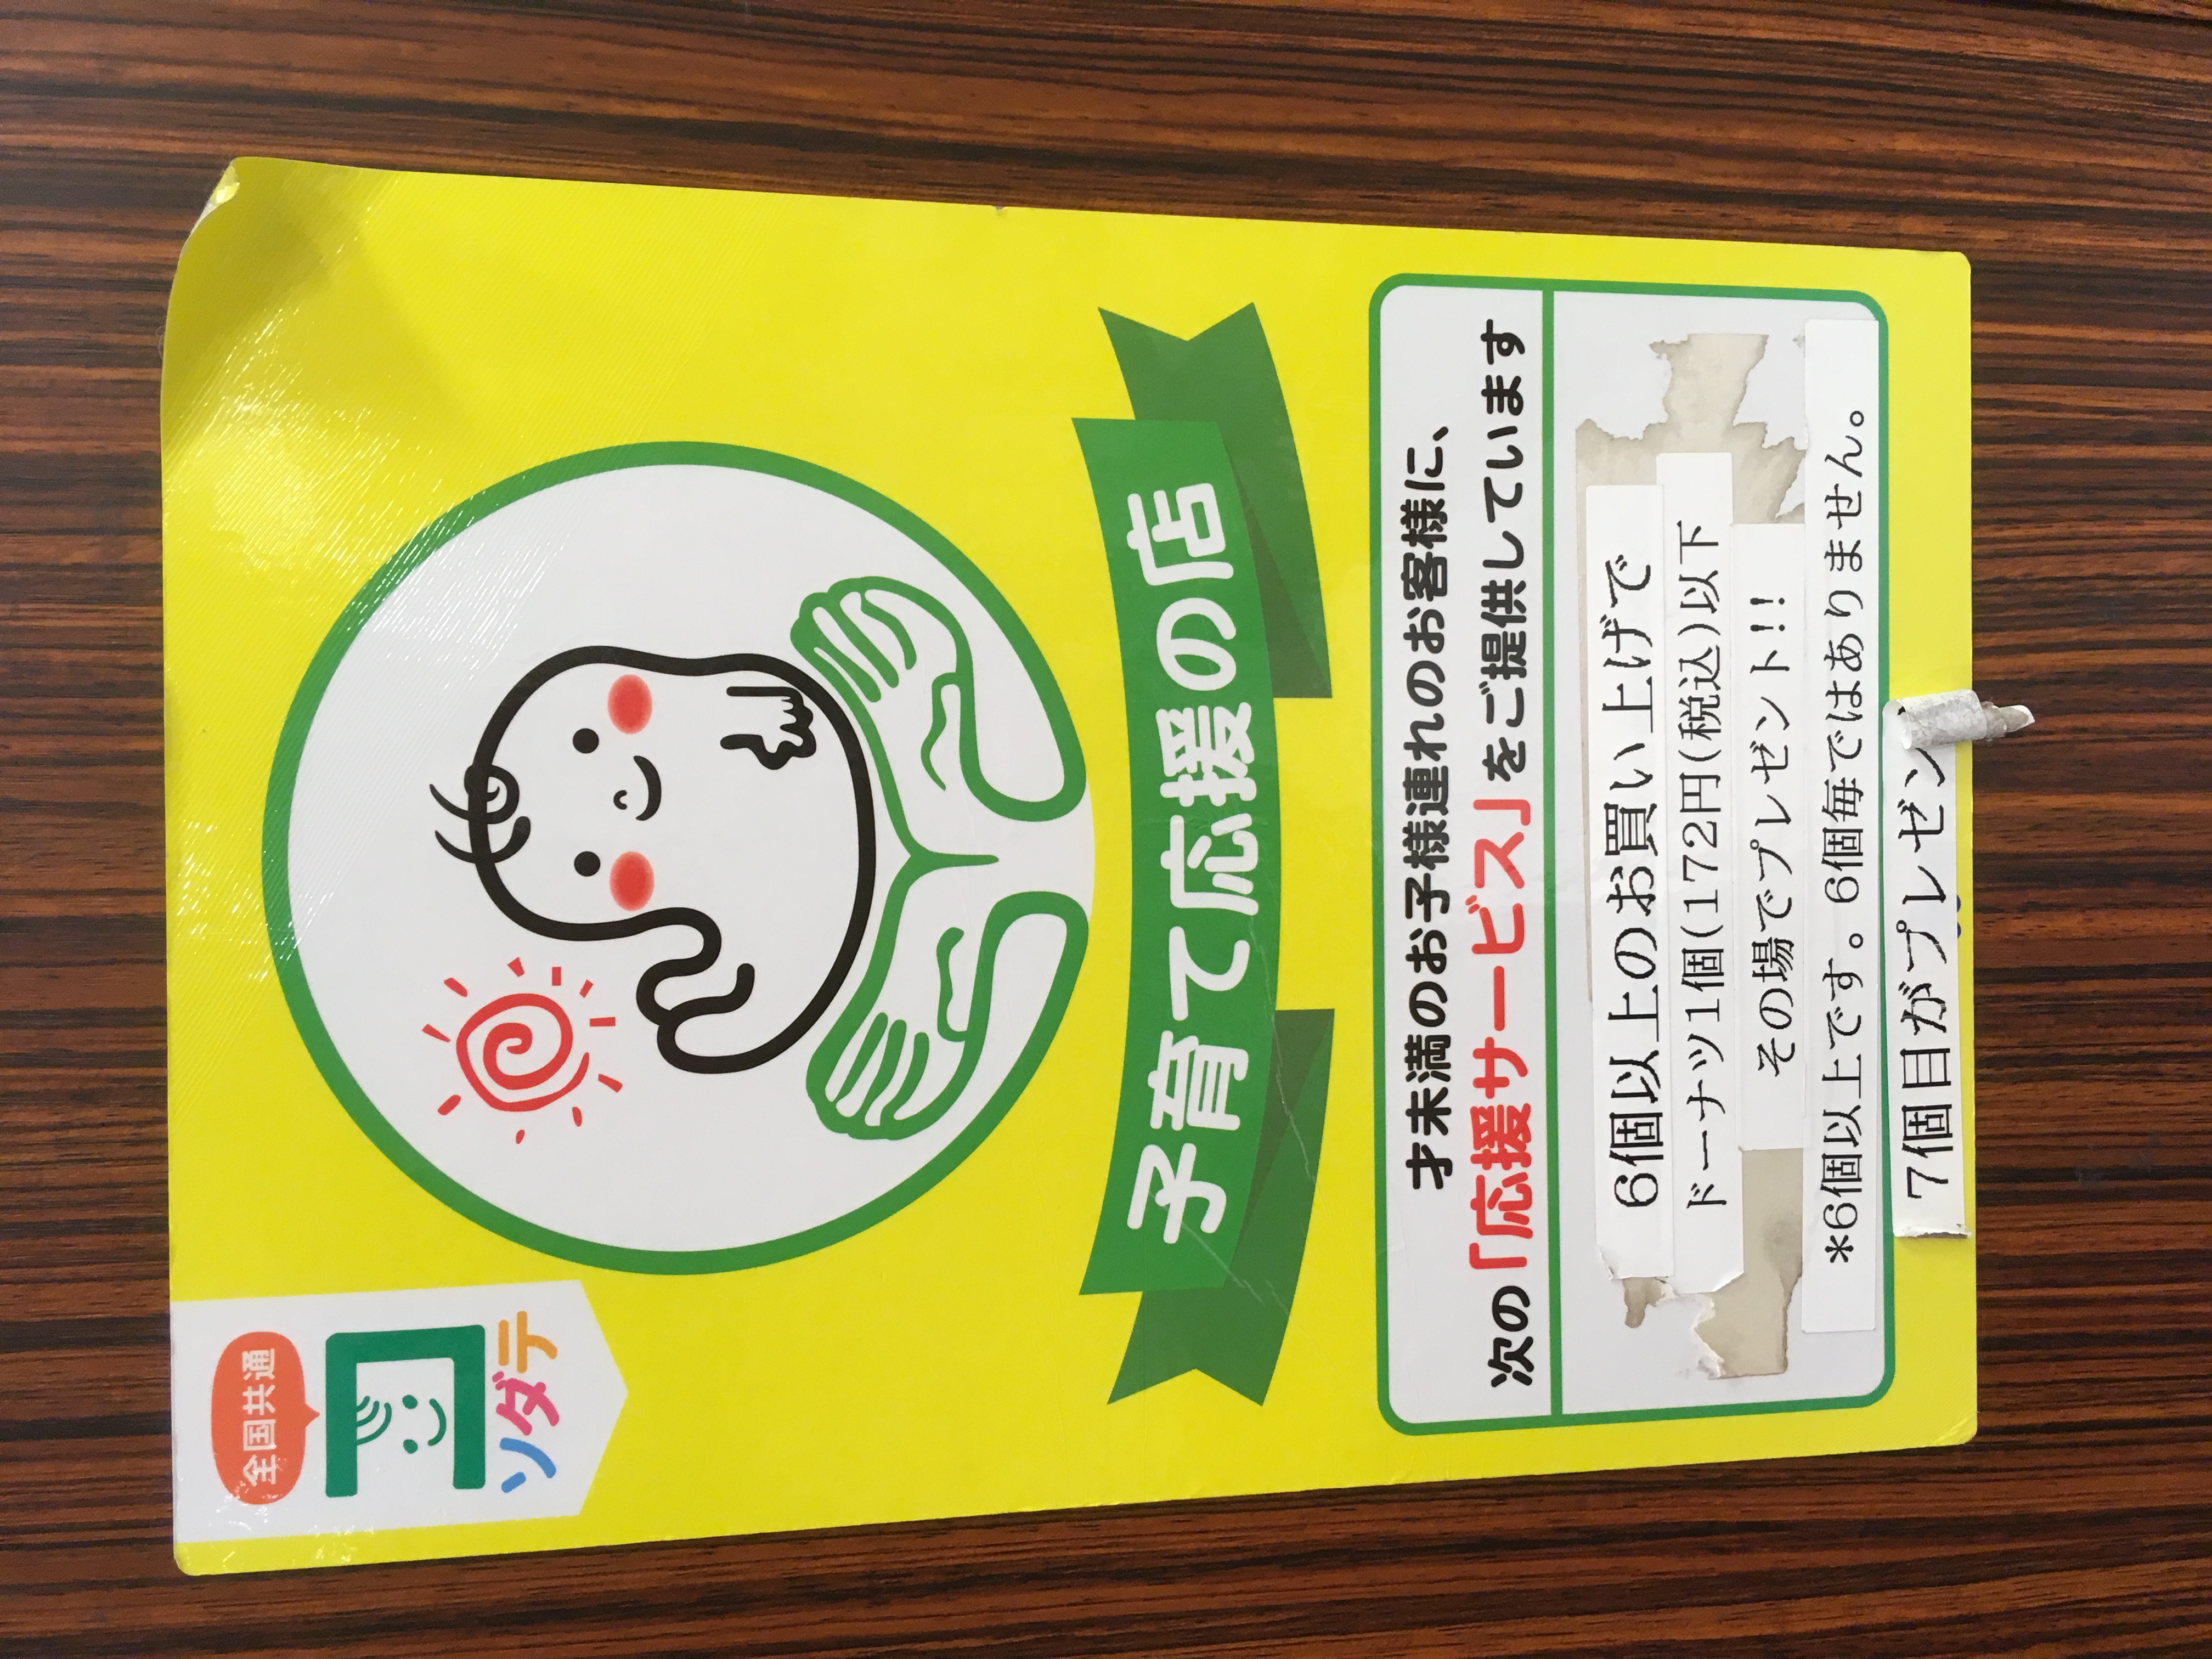 全国共通
コ
ソダテ
子育て応援の店
才未満のお子様連れのお客様に、
次の「応援サービス」をご提供しています
6個以上のお買い上げで
ドーナツ1個(172円(税込)以下
その場でプレゼント!!
*6個以上です。6個毎ではありません。
7個目がプレゼン